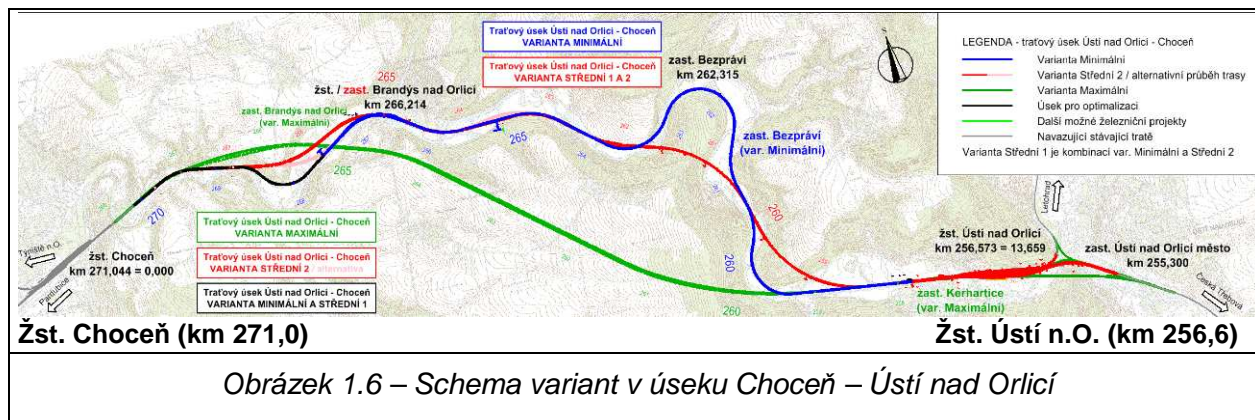 Traťový úsek Ústí nad Orlicí - Choceň
VARIANTA MINIMÁLNÍ
Traťový úsek Ústí nad Orlicí - Choceň
VARIANTA STŘEDNÍ 1 A 2
zast. Bezpráví
km 262,315
265
žst. / zast. Brandýs nad Orlicí
km 266,214
zast. Brandýs nad Orlicí
(var. Maximální)
265
265
zast. Bezpráví
(var. Minimální)
270
260
260
260
Traťový úsek Ústí nad Orlicí - Choceň
VARIANTA MAXIMÁLNÍ
Traťový úsek Ústí nad Orlicí - Choceň
VARIANTA STŘEDNÍ 2 / alternativa
Traťový úsek Ústí nad Orlicí - Choceň
VARIANTA MINIMÁLNÍ A STŘEDNÍ 1
Týniště n.O.
Pardubice
žst. Choceň
km 271,044 = 0,000
LEGENDA - traťový úsek Ústí nad Orlicí - Choceň
Varianta Minimální
Varianta Střední 2 / alternativní průběh trasy
Varianta Maximální
Úsek pro optimalizaci
Další možné železniční projekty
Navazující stávající tratě
Varianta Střední 1 je kombinací var. Minimální a Střední 2
Letohrad
žst. Ústí nad Orlicí
km 256,573 = 13,659
zast. Ústí nad Orlicí město
km 255,300
zast. Kerhartice
(var. Maximální)
Česká Třebová
Žst. Choceň (km 271,0)
Žst. Ústí n.O. (km 256,6)
Obrázek 1.6 – Schema variant v úseku Choceň – Ústí nad Orlicí